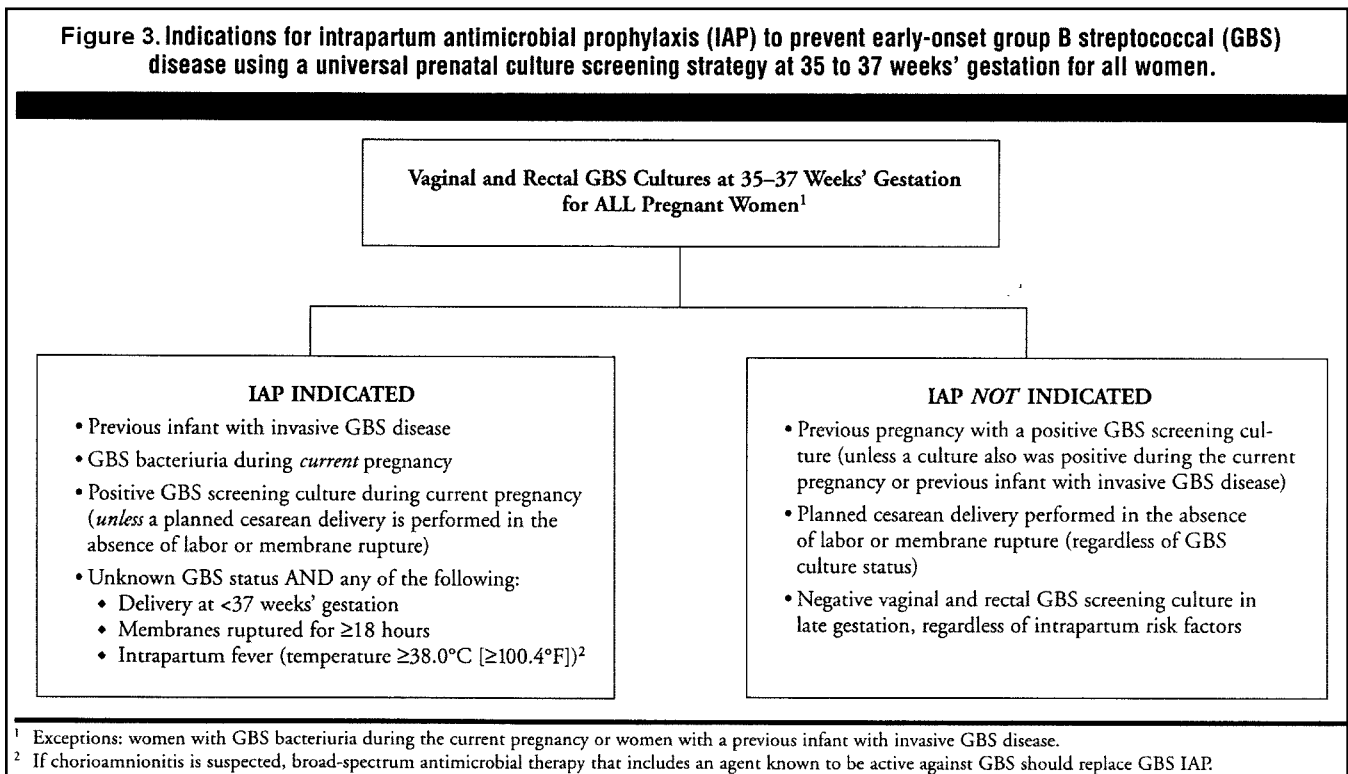 Figure 3. Indications for intrapartum antimicrobial prophylaxis (IAP) to prevent early-onset group B streptococcal (GBS)
disease using a universal prenatal culture screening strategy at 35 to 37 weeks' gestation for all women.
Vaginal and Rectal GBS Cultures at 35–37 Weeks' Gestation
for ALL Pregnant Women¹
IAP INDICATED
• Previous infant with invasive GBS disease
• GBS bacteriuria during current pregnancy
• Positive GBS screening culture during current pregnancy
(unless a planned cesarean delivery is performed in the
absence of labor or membrane rupture)
• Unknown GBS status AND any of the following:
◆ Delivery at <37 weeks' gestation
◆ Membranes ruptured for ≥18 hours
◆ Intrapartum fever (temperature ≥38.0°C [≥100.4°F])²
IAP NOT INDICATED
• Previous pregnancy with a positive GBS screening cul-
ture (unless a culture also was positive during the current
pregnancy or previous infant with invasive GBS disease)
• Planned cesarean delivery performed in the absence
of labor or membrane rupture (regardless of GBS
culture status)
• Negative vaginal and rectal GBS screening culture in
late gestation, regardless of intrapartum risk factors
¹ Exceptions: women with GBS bacteriuria during the current pregnancy or women with a previous infant with invasive GBS disease.
² If chorioamnionitis is suspected, broad-spectrum antimicrobial therapy that includes an agent known to be active against GBS should replace GBS IAP.